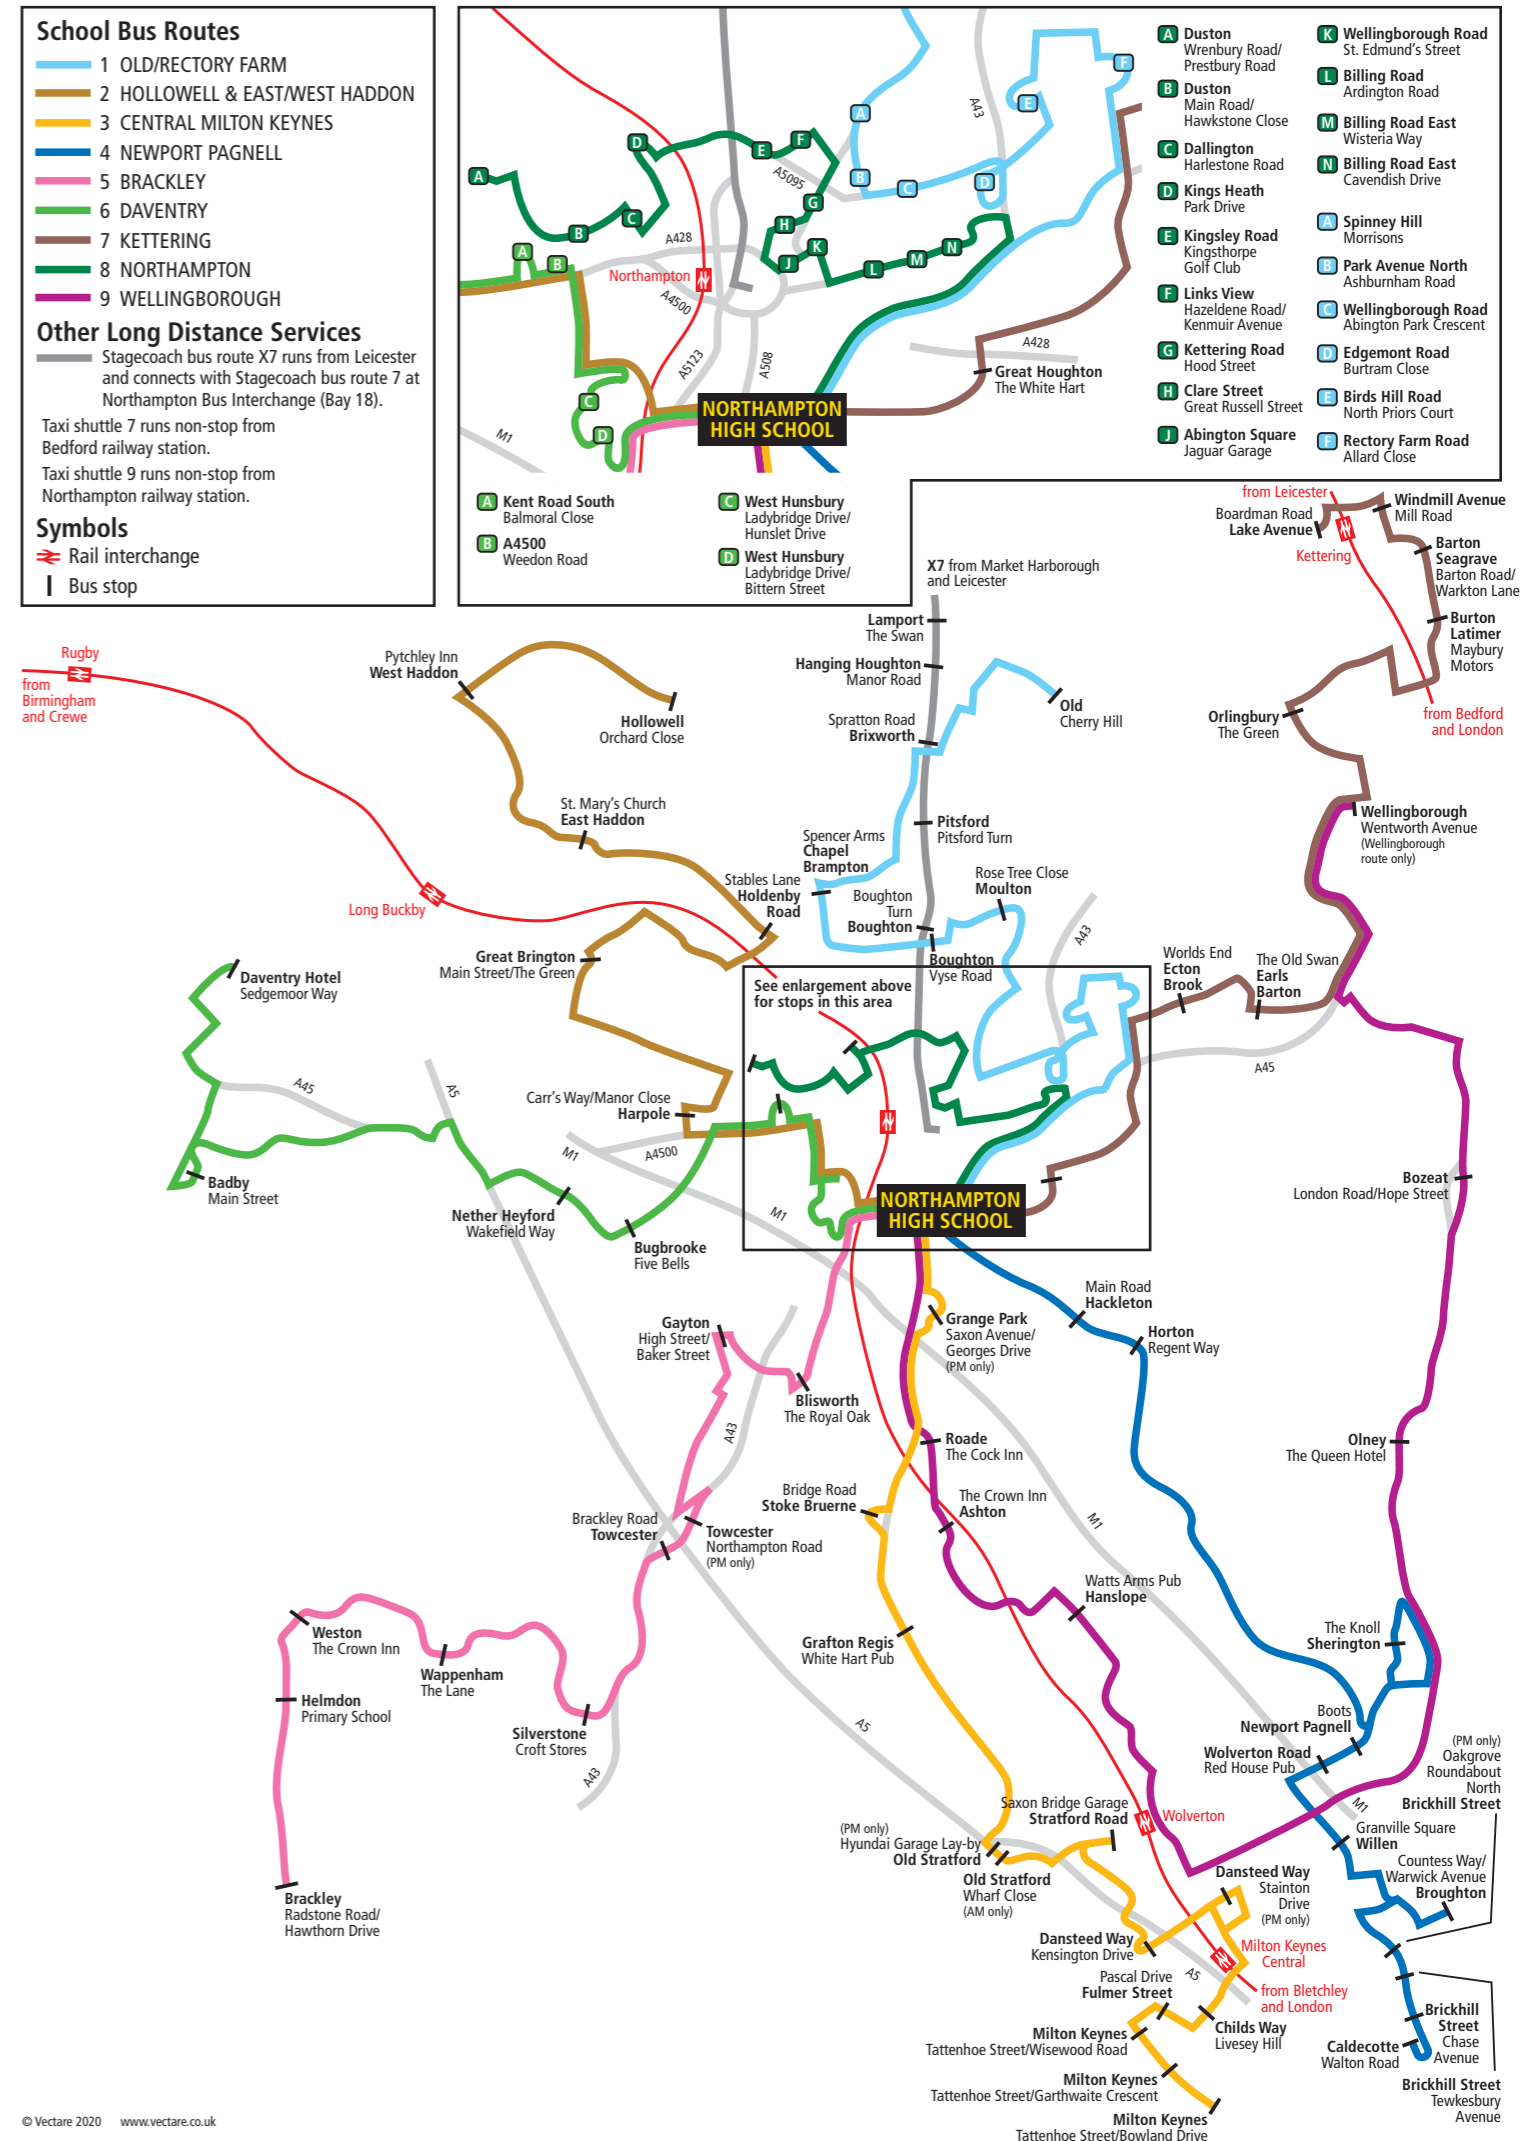 School Bus Routes
1 OLD/RECTORY FARM
2 HOLLOWELL & EAST/WEST HADDON
3 CENTRAL MILTON KEYNES
4 NEWPORT PAGNELL
5 BRACKLEY
6 DAVENTRY
7 KETTERING
8 NORTHAMPTON
9 WELLINGBOROUGH
Other Long Distance Services
Stagecoach bus route X7 runs from Leicester
and connects with Stagecoach bus route 7 at
Northampton Bus Interchange (Bay 18).
Taxi shuttle 7 runs non-stop from
Bedford railway station.
Taxi shuttle 9 runs non-stop from
Northampton railway station.
Symbols
Rail interchange
Bus stop
A
B
C
D
E
F
G
H
J
K
L
M
N
A
B
C
D
E
F
A
B
C
D
A43
A5095
A428
Northampton
A4500
A5123
A508
M1
A428
Great Houghton
The White Hart
NORTHAMPTON
HIGH SCHOOL
A Duston
Wrenbury Road/
Prestbury Road
B Duston
Main Road/
Hawkstone Close
C Dallington
Harlestone Road
D Kings Heath
Park Drive
E Kingsley Road
Kingsthorpe
Golf Club
F Links View
Hazeldene Road/
Kenmuir Avenue
G Kettering Road
Hood Street
H Clare Street
Great Russell Street
J Abington Square
Jaguar Garage
K Wellingborough Road
St. Edmund's Street
L Billing Road
Ardington Road
M Billing Road East
Wisteria Way
N Billing Road East
Cavendish Drive
A Spinney Hill
Morrisons
B Park Avenue North
Ashburnham Road
C Wellingborough Road
Abington Park Crescent
D Edgemont Road
Burtram Close
E Birds Hill Road
North Priors Court
F Rectory Farm Road
Allard Close
A Kent Road South
Balmoral Close
B A4500
Weedon Road
C West Hunsbury
Ladybridge Drive/
Hunslet Drive
D West Hunsbury
Ladybridge Drive/
Bittern Street
from Leicester
Boardman Road
Lake Avenue
Kettering
Windmill Avenue
Mill Road
Barton
Seagrave
Barton Road/
Warkton Lane
Burton
Latimer
Maybury
Motors
from Bedford
and London
Orlingbury
The Green
Wellingborough
Wentworth Avenue
(Wellingborough
route only)
X7 from Market Harborough
and Leicester
Lamport
The Swan
Hanging Houghton
Manor Road
Spratton Road
Brixworth
Old
Cherry Hill
Pitsford
Pitsford Turn
Spencer Arms
Chapel
Brampton
Boughton
Turn
Boughton
Rose Tree Close
Moulton
Boughton
Vyse Road
A43
Rugby
from
Birmingham
and Crewe
Pytchley Inn
West Haddon
Hollowell
Orchard Close
St. Mary's Church
East Haddon
Stables Lane
Holdenby
Road
Long Buckby
Great Brington
Main Street/The Green
See enlargement above
for stops in this area
Worlds End
Ecton
Brook
The Old Swan
Earls
Barton
A45
Daventry Hotel
Sedgemoor Way
A45
A5
Carr's Way/Manor Close
Harpole
M1
A4500
Badby
Main Street
Nether Heyford
Wakefield Way
Bugbrooke
Five Bells
M1
NORTHAMPTON
HIGH SCHOOL
Bozeat
London Road/Hope Street
Main Road
Hackleton
Horton
Regent Way
Grange Park
Saxon Avenue/
Georges Drive
(PM only)
Gayton
High Street/
Baker Street
Blisworth
The Royal Oak
A43
Roade
The Cock Inn
Olney
The Queen Hotel
Bridge Road
Stoke Bruerne
The Crown Inn
Ashton
M1
Brackley Road
Towcester
Towcester
Northampton Road
(PM only)
Watts Arms Pub
Hanslope
Weston
The Crown Inn
Wappenham
The Lane
Helmdon
Primary School
Silverstone
Croft Stores
A43
Grafton Regis
White Hart Pub
A5
The Knoll
Sherington
Boots
Newport Pagnell
Wolverton Road
Red House Pub
(PM only)
Oakgrove
Roundabout
North
Brickhill Street
M1
Saxon Bridge Garage
Stratford Road
Wolverton
Granville Square
Willen
(PM only)
Hyundai Garage Lay-by
Old Stratford
Old Stratford
Wharf Close
(AM only)
Countess Way/
Warwick Avenue
Broughton
Dansteed Way
Stainton
Drive
(PM only)
Brackley
Radstone Road/
Hawthorn Drive
Dansteed Way
Kensington Drive
Milton Keynes
Central
A5
from Bletchley
and London
Pascal Drive
Fulmer Street
Childs Way
Livesey Hill
Milton Keynes
Tattenhoe Street/Wisewood Road
Milton Keynes
Tattenhoe Street/Garthwaite Crescent
Milton Keynes
Tattenhoe Street/Bowland Drive
Brickhill
Street
Chase
Avenue
Caldecotte
Walton Road
Brickhill Street
Tewkesbury
Avenue
© Vectare 2020 www.vectare.co.uk